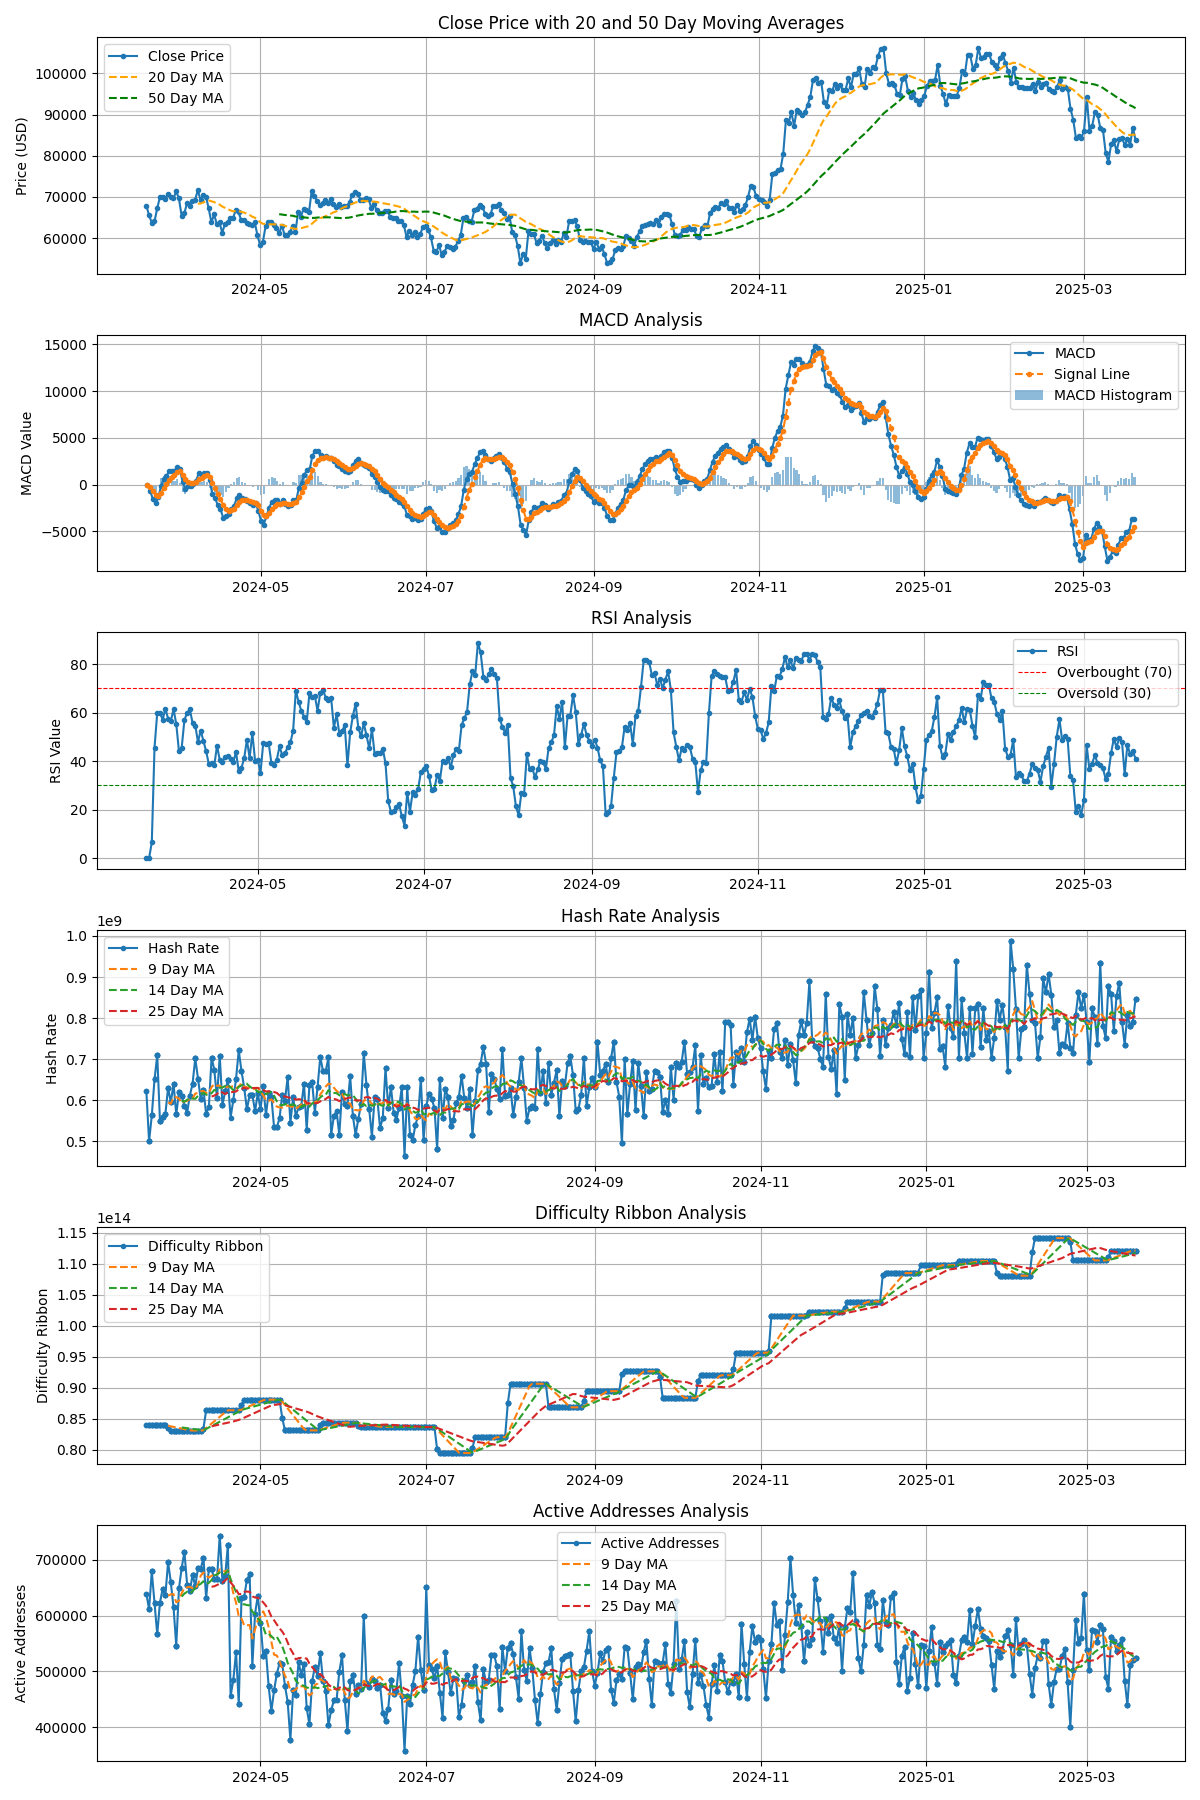 Close Price with 20 and 50 Day Moving Averages
Price (USD)
100000
90000
80000
70000
60000
Close Price
20 Day MA
50 Day MA
2024-05
2024-07
2024-09
2024-11
2025-01
2025-03
MACD Analysis
MACD Value
15000
10000
5000
0
−5000
MACD
Signal Line
MACD Histogram
2024-05
2024-07
2024-09
2024-11
2025-01
2025-03
RSI Analysis
RSI Value
80
60
40
20
0
RSI
Overbought (70)
Oversold (30)
2024-05
2024-07
2024-09
2024-11
2025-01
2025-03
Hash Rate Analysis
1e9
Hash Rate
1.0
0.9
0.8
0.7
0.6
0.5
Hash Rate
9 Day MA
14 Day MA
25 Day MA
2024-05
2024-07
2024-09
2024-11
2025-01
2025-03
Difficulty Ribbon Analysis
1e14
Difficulty Ribbon
1.15
1.10
1.05
1.00
0.95
0.90
0.85
0.80
Difficulty Ribbon
9 Day MA
14 Day MA
25 Day MA
2024-05
2024-07
2024-09
2024-11
2025-01
2025-03
Active Addresses Analysis
Active Addresses
700000
600000
500000
400000
Active Addresses
9 Day MA
14 Day MA
25 Day MA
2024-05
2024-07
2024-09
2024-11
2025-01
2025-03